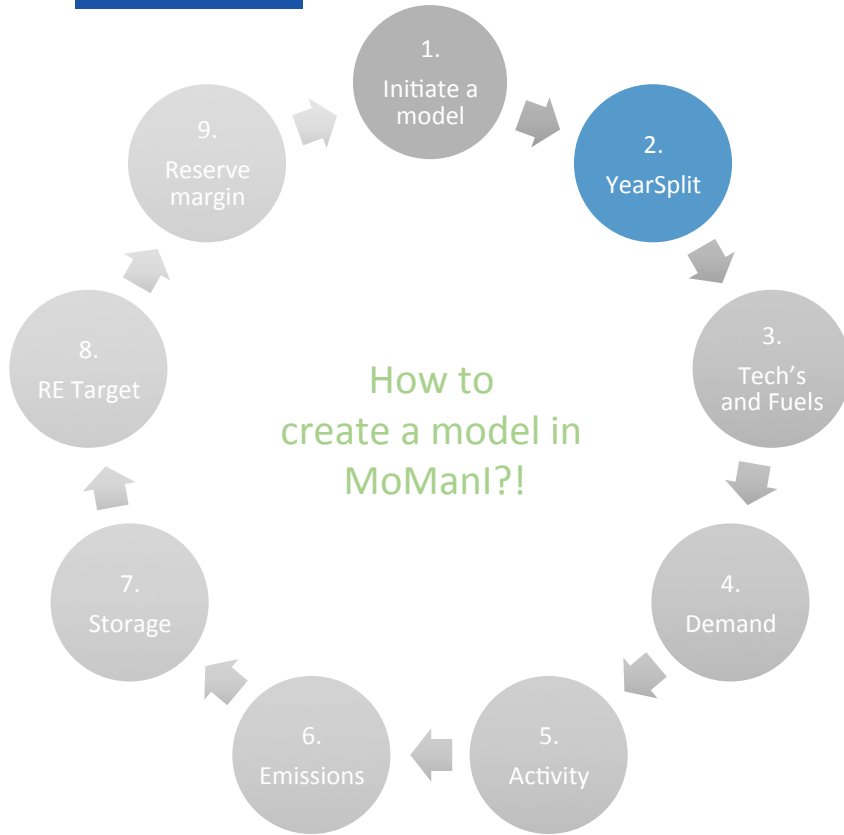 1.
Initiate a
model
2.
YearSplit
3.
Tech's
and Fuels
4.
Demand
5.
Activity
6.
Emissions
7.
Storage
8.
RE Target
9.
Reserve
margin
How to
create a model in
MoManI?!